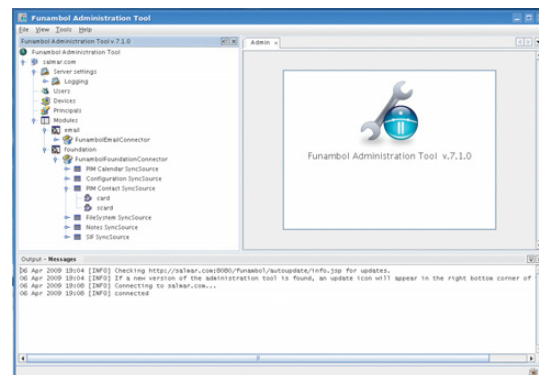 Funambol Administration Tool
File View Tools Help
Funambol Administration Tool v.7.1.0
Funambol Administration Tool
salmar.com
Server settings
Logging
Users
Devices
Principals
Modules
email
FunambolEmailConnector
foundation
FunambolFoundationConnector
PIM Calendar SyncSource
Configuration SyncSource
PIM Contact SyncSource
card
scard
FileSystem SyncSource
Notes SyncSource
SIF SyncSource
Admin
Funambol Administration Tool v.7.1.0
Output - Messages
06 Apr 2009 19:04 [INFO] Checking http://salmar.com:8080/funambol/autoupdate/info.jsp for updates.
06 Apr 2009 19:04 [INFO] If a new version of the administration tool is found, an update icon will appear in the right bottom corner of
06 Apr 2009 19:08 [INFO] Connecting to salmar.com...
06 Apr 2009 19:08 [INFO] connected